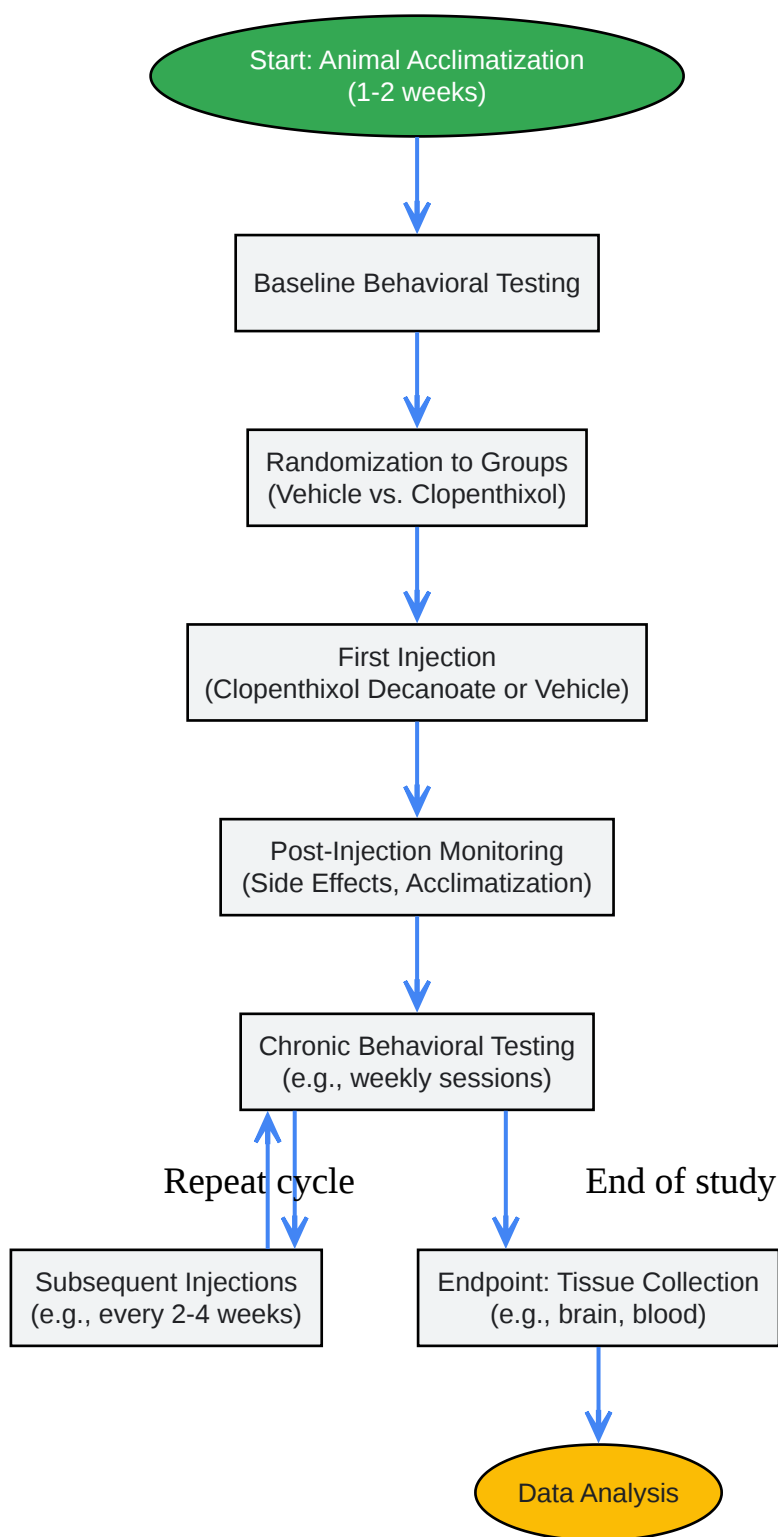 Start: Animal Acclimatization
(1-2 weeks)
Baseline Behavioral Testing
Randomization to Groups
(Vehicle vs. Clopenthixol)
First Injection
(Clopenthixol Decanoate or Vehicle)
Post-Injection Monitoring
(Side Effects, Acclimatization)
Chronic Behavioral Testing
(e.g., weekly sessions)
Repeat cycle
End of study
Subsequent Injections
(e.g., every 2-4 weeks)
Endpoint: Tissue Collection
(e.g., brain, blood)
Data Analysis